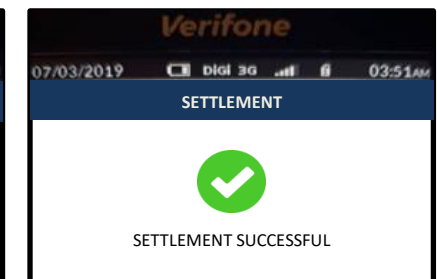 Verifone
07/03/2019 DIGI 3G 03:51AM
SETTLEMENT
SETTLEMENT SUCCESSFUL